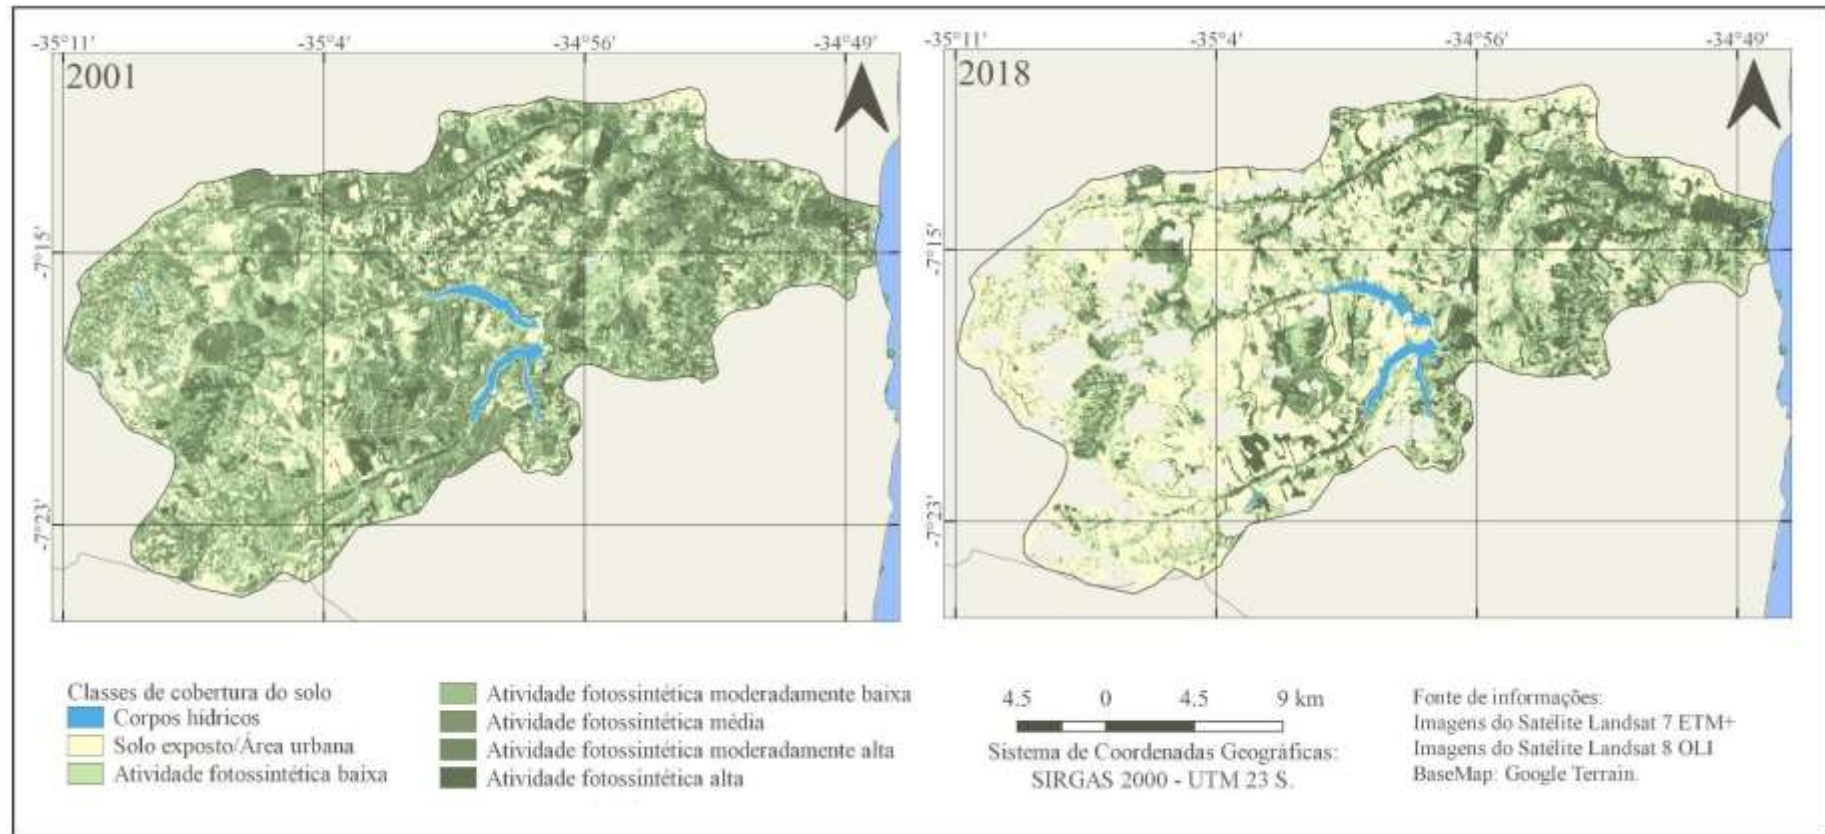 -35°11'
-35°4'
-34°56'
-34°49'
2001
-7°15'
-7°23'
-35°11'
-35°4'
-34°56'
-34°49'
2018
-7°15'
-7°23'
Classes de cobertura do solo
Corpos hídricos
Solo exposto/Área urbana
Atividade fotossintética baixa
Atividade fotossintética moderadamente baixa
Atividade fotossintética média
Atividade fotossintética moderadamente alta
Atividade fotossintética alta
4.5 0 4.5 9 km
Sistema de Coordenadas Geográficas:
SIRGAS 2000 - UTM 23 S.
Fonte de informações:
Imagens do Satélite Landsat 7 ETM+
Imagens do Satélite Landsat 8 OLI
BaseMap: Google Terrain.